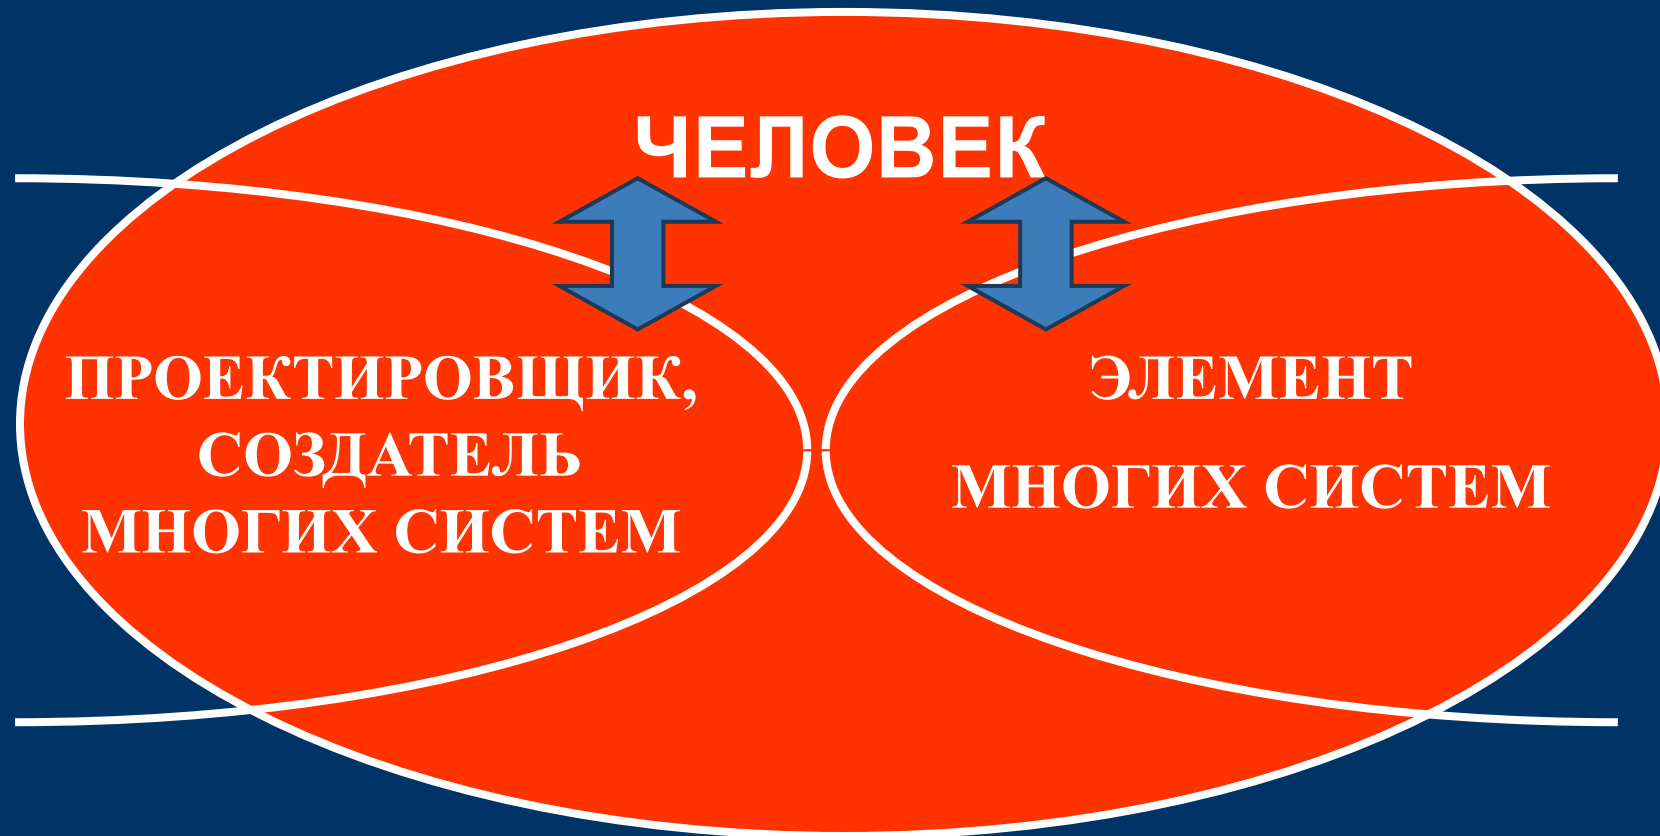 ЧЕЛОВЕК
ПРОЕКТИРОВЩИК,
СОЗДАТЕЛЬ
МНОГИХ СИСТЕМ
ЭЛЕМЕНТ
МНОГИХ СИСТЕМ